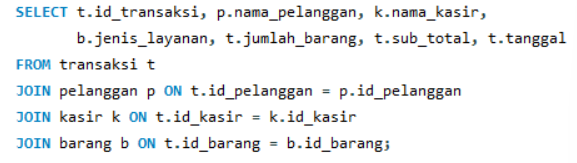 SELECT t.id_transaksi, p.nama_pelanggan, k.nama_kasir,
b.jenis_layanan, t.jumlah_barang, t.sub_total, t.tanggal
FROM transaksi t
JOIN pelanggan p ON t.id_pelanggan = p.id_pelanggan
JOIN kasir k ON t.id_kasir = k.id_kasir
JOIN barang b ON t.id_barang = b.id_barang;